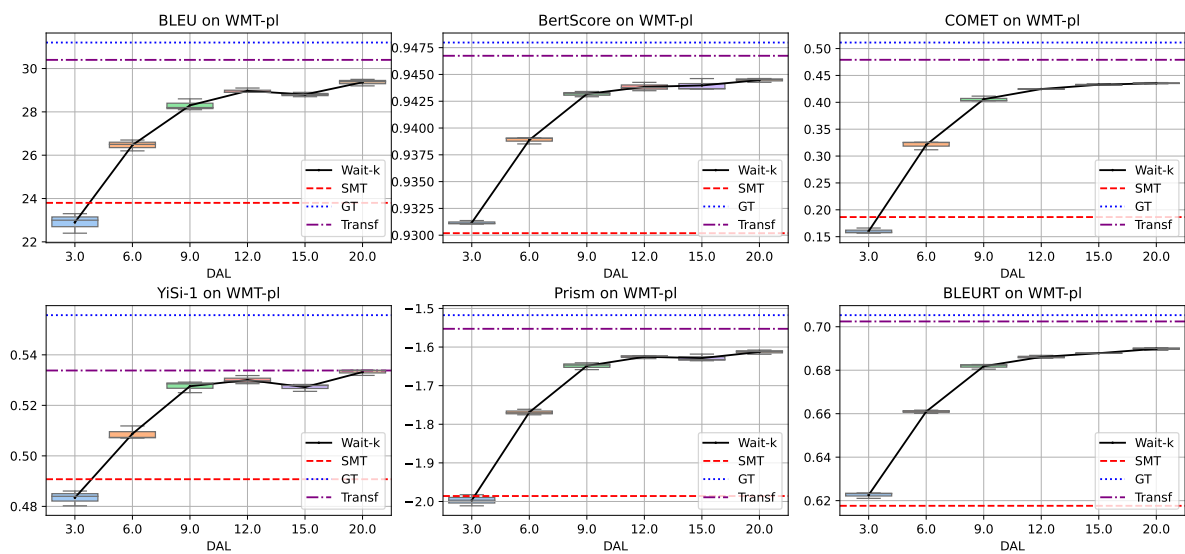 BLEU on WMT-pl
30
28
26
24
22
3.0 6.0 9.0 12.0 15.0 20.0
DAL
Wait-k
SMT
GT
Transf
BertScore on WMT-pl
0.9475
0.9450
0.9425
0.9400
0.9375
0.9350
0.9325
0.9300
3.0 6.0 9.0 12.0 15.0 20.0
DAL
Wait-k
SMT
GT
Transf
COMET on WMT-pl
0.50
0.45
0.40
0.35
0.30
0.25
0.20
0.15
3.0 6.0 9.0 12.0 15.0 20.0
DAL
Wait-k
SMT
GT
Transf
YiSi-1 on WMT-pl
0.54
0.52
0.50
0.48
3.0 6.0 9.0 12.0 15.0 20.0
DAL
Wait-k
SMT
GT
Transf
Prism on WMT-pl
−1.5
−1.6
−1.7
−1.8
−1.9
−2.0
3.0 6.0 9.0 12.0 15.0 20.0
DAL
Wait-k
SMT
GT
Transf
BLEURT on WMT-pl
0.70
0.68
0.66
0.64
0.62
3.0 6.0 9.0 12.0 15.0 20.0
DAL
Wait-k
SMT
GT
Transf